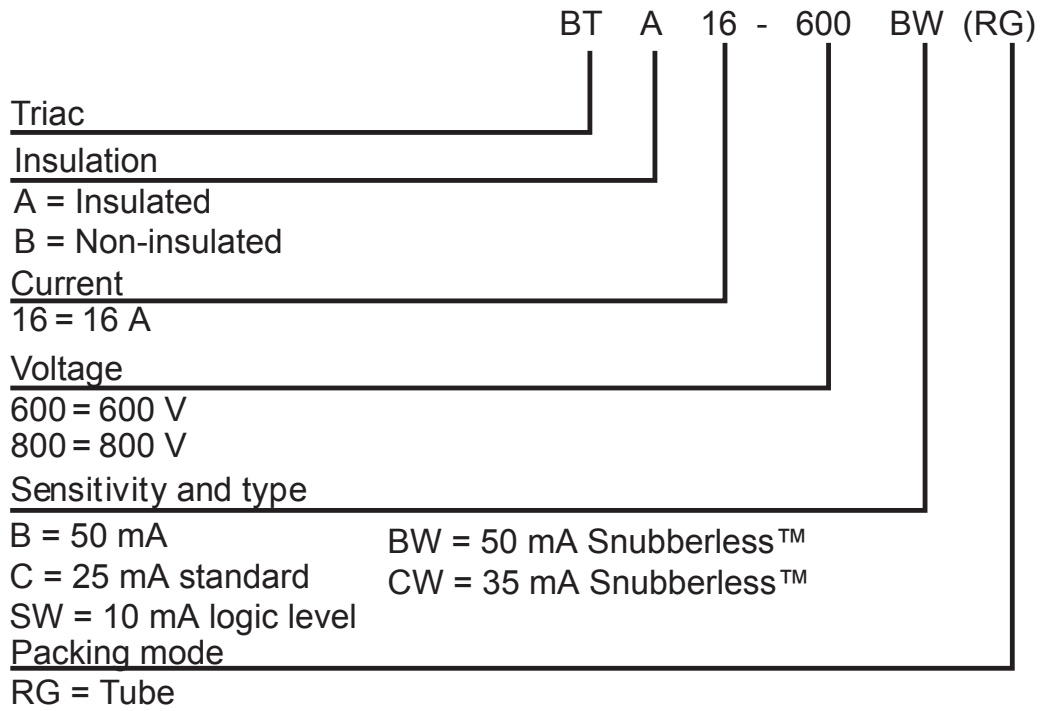 BT A 16 - 600 BW (RG)
Triac
Insulation
A = Insulated
B = Non-insulated
Current
16 = 16 A
Voltage
600 = 600 V
800 = 800 V
Sensitivity and type
B = 50 mA
C = 25 mA standard
SW = 10 mA logic level
BW = 50 mA Snubberless™
CW = 35 mA Snubberless™
Packing mode
RG = Tube